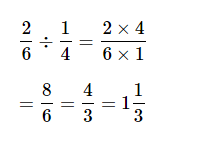 2/6 ÷ 1/4 = (2 × 4)/(6 × 1)
= 8/6 = 4/3 = 1 1/3